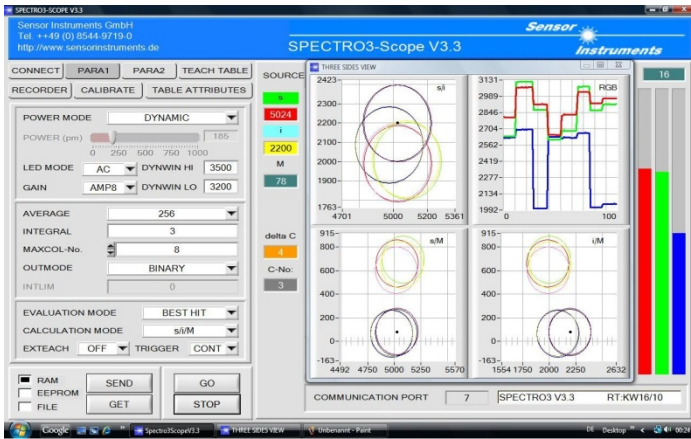 SPECTRO3-SCOPE V3.3
Sensor Instruments GmbH
Tel. ++49 (0) 8544-9719-0
http://www.sensorinstruments.de
SPECTRO3-Scope V3.3
Sensor
Instruments
CONNECT PARA1 PARA2 TEACH TABLE
RECORDER CALIBRATE TABLE ATTRIBUTES
POWER MODE DYNAMIC
POWER (pm) 185
0 250 500 750 1000
LED MODE AC DYNWIN HI 3500
GAIN AMP8 DYNWIN LO 3200
AVERAGE 256
INTEGRAL 3
MAXCOL-No. 8
OUTMODE BINARY
INTLIM 0
EVALUATION MODE BEST HIT
CALCULATION MODE s/i/M
EXTEACH OFF TRIGGER CONT
RAM
EEPROM
FILE
SEND
GO
GET
STOP
SOURCE
s
5024
i
2200
M
78
delta C
4
C-No:
3
THREE SIDES VIEW
2423-
2300-
2200-
2100-
2000-
1900-
1763-
4701 5000 5200 5361
s/i
3131-
2989-
2846-
2704-
2562-
2419-
2277-
2134-
1992-
0 100
RGB
915-
800-
600-
400-
200-
0-
-163-
4492 4750 5000 5250 5570
s/M
915-
800-
600-
400-
200-
0-
-163-
1554 1750 2000 2250 2632
i/M
16
COMMUNICATION PORT 7 SPECTRO3 V3.3 RT:KW16/10
Google
Spectro3ScopeV3.3
THREE SIDES VIEW
Unbenannt - Paint
DE Desktop 00:24